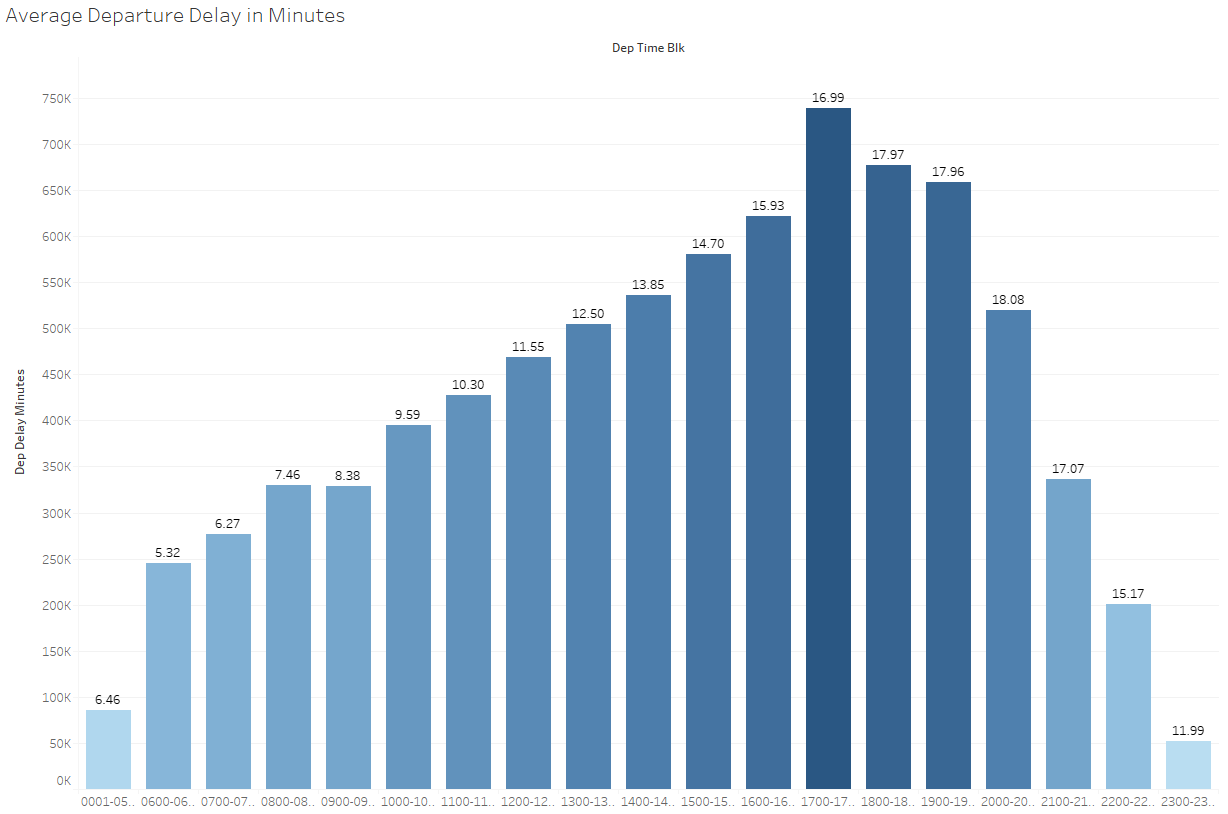 Average Departure Delay in Minutes
Dep Time Blk
Dep Delay Minutes
750K
700K
650K
600K
550K
500K
450K
400K
350K
300K
250K
200K
150K
100K
50K
0K
6.46
5.32
6.27
7.46
8.38
9.59
10.30
11.55
12.50
13.85
14.70
15.93
16.99
17.97
17.96
18.08
17.07
15.17
11.99
0001-05.. 0600-06.. 0700-07.. 0800-08.. 0900-09.. 1000-10.. 1100-11.. 1200-12.. 1300-13.. 1400-14.. 1500-15.. 1600-16.. 1700-17.. 1800-18.. 1900-19.. 2000-20.. 2100-21.. 2200-22.. 2300-23..